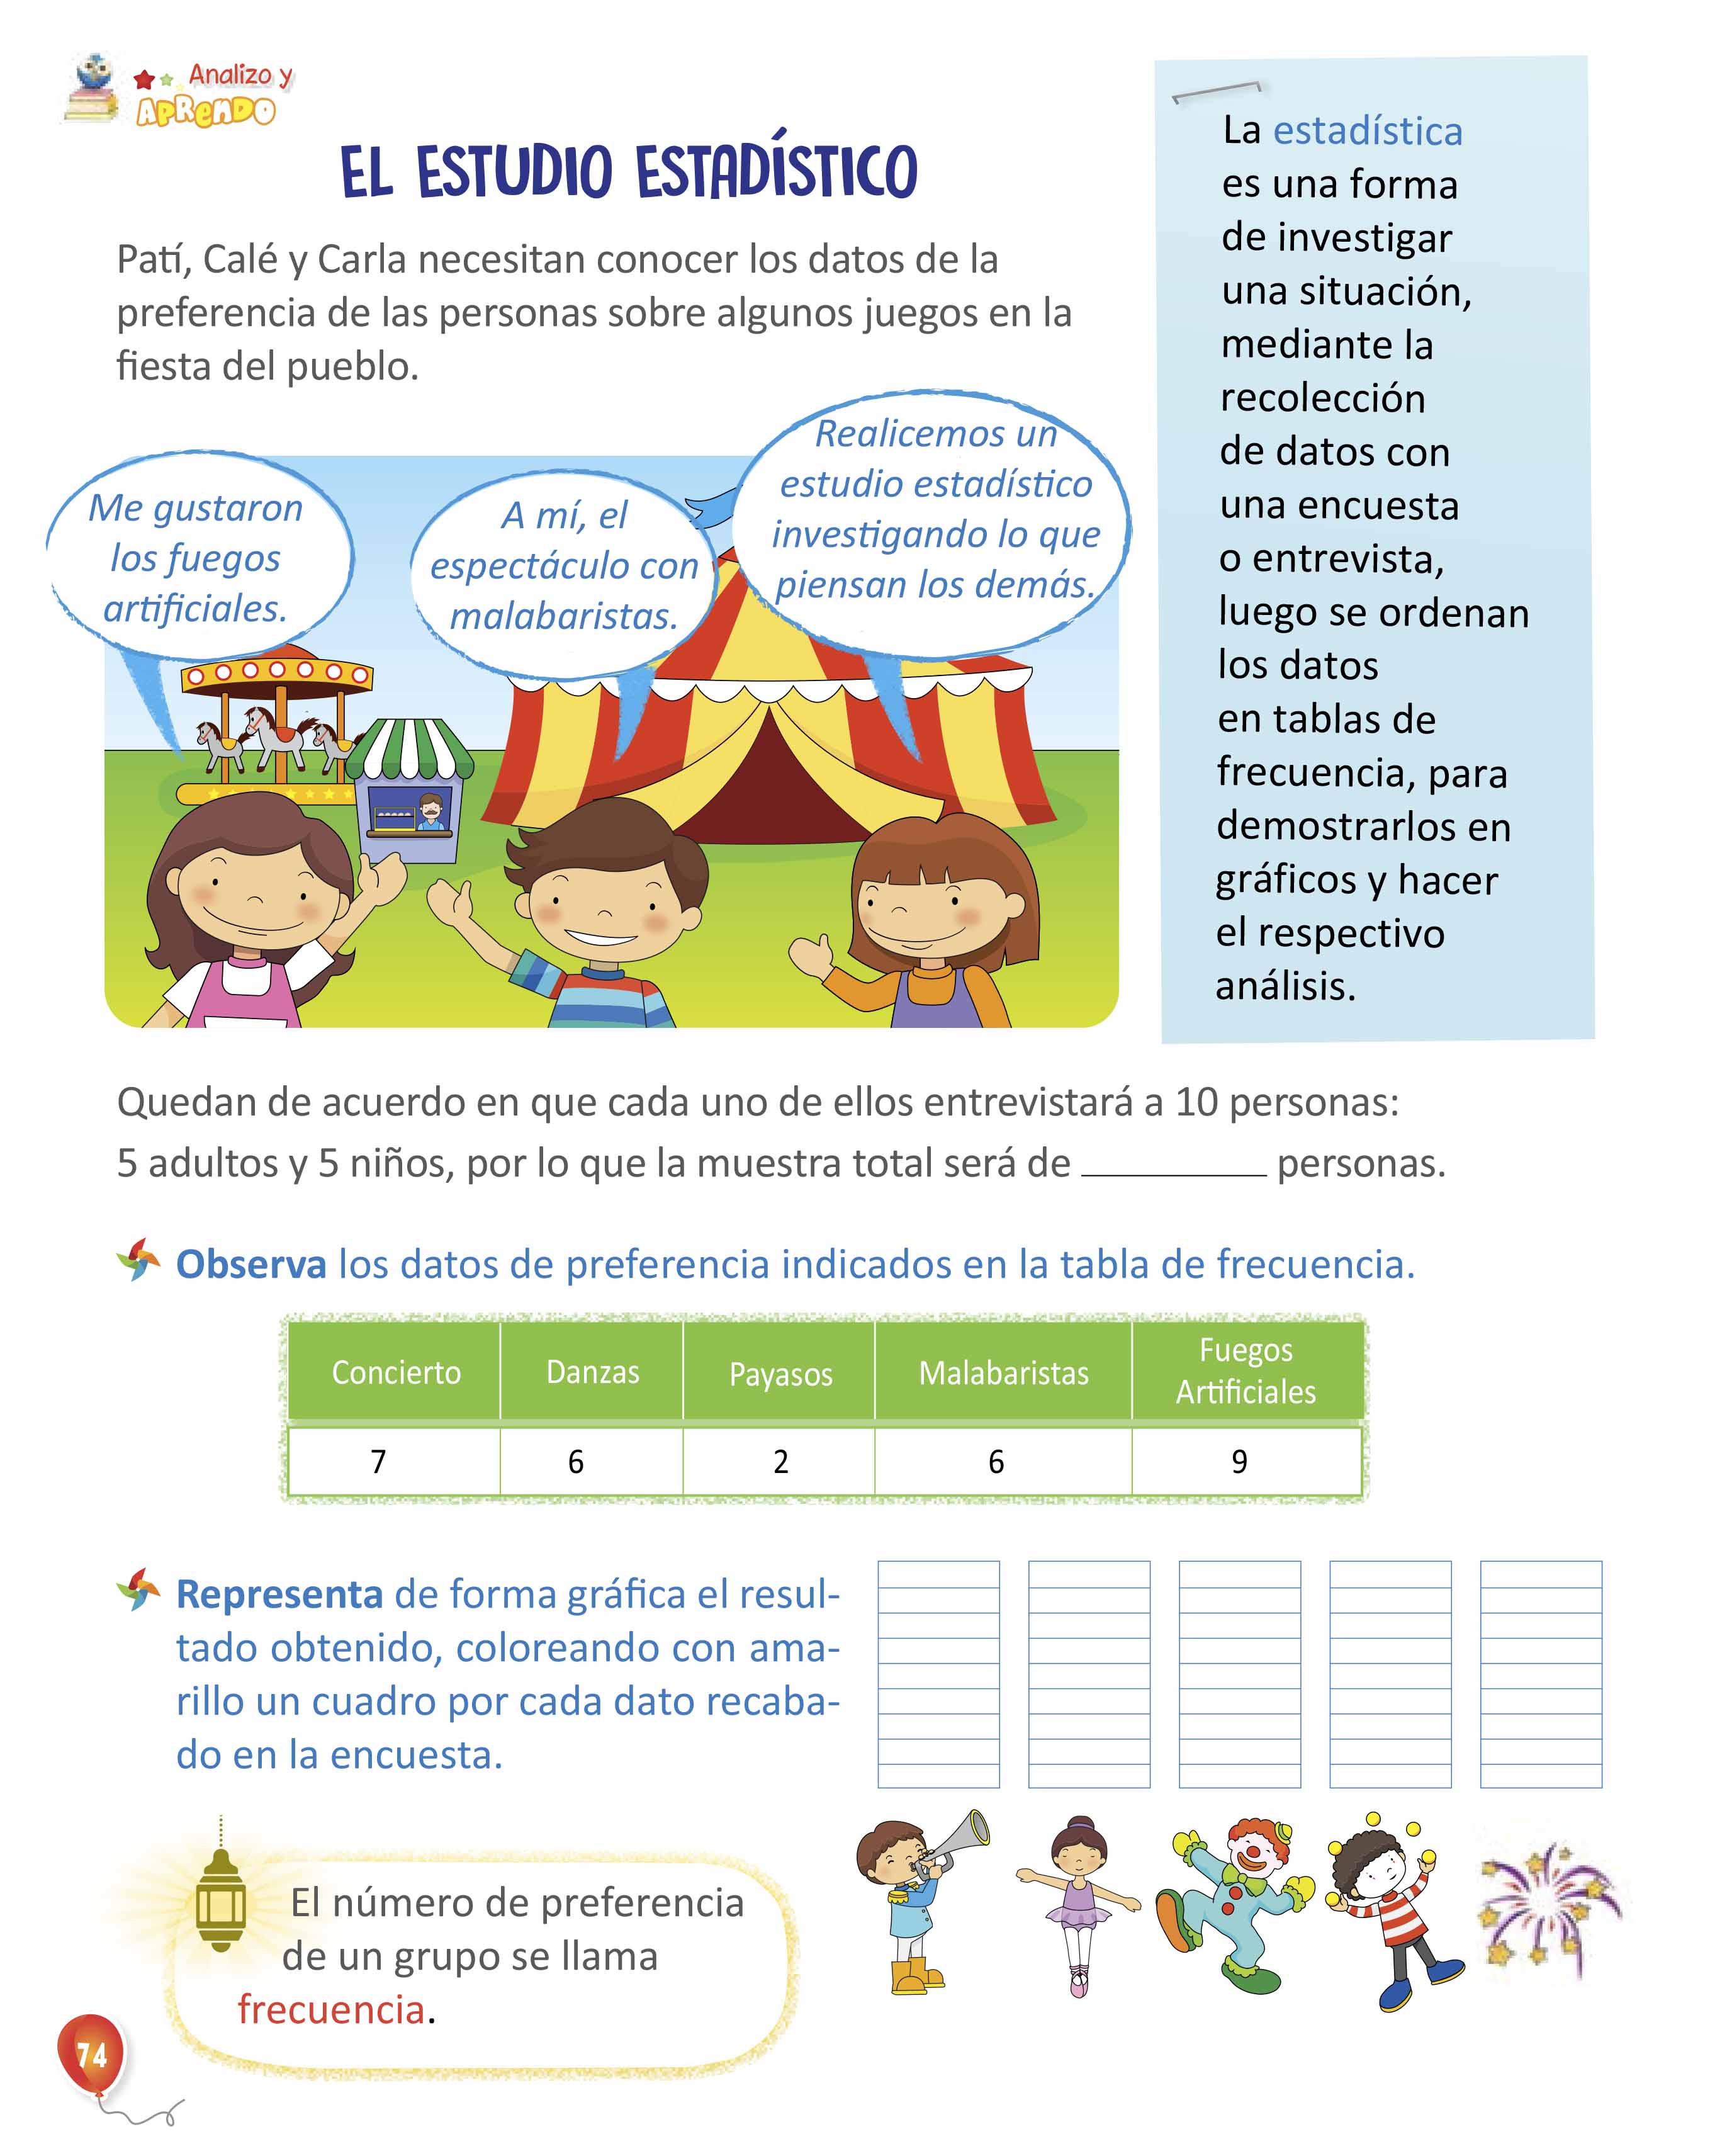 Analizo y
APRENDO
EL ESTUDIO ESTADÍSTICO
Patí, Calé y Carla necesitan conocer los datos de la
preferencia de las personas sobre algunos juegos en la
fiesta del pueblo.
Me gustaron
los fuegos
artificiales.
A mí, el
espectáculo con
malabaristas.
Realicemos un
estudio estadístico
investigando lo que
piensan los demás.
La estadística
es una forma
de investigar
una situación,
mediante la
recolección
de datos con
una encuesta
o entrevista,
luego se ordenan
los datos
en tablas de
frecuencia, para
demostrarlos en
gráficos y hacer
el respectivo
análisis.
Quedan de acuerdo en que cada uno de ellos entrevistará a 10 personas:
5 adultos y 5 niños, por lo que la muestra total será de _________ personas.
Observa los datos de preferencia indicados en la tabla de frecuencia.
Concierto Danzas Payasos Malabaristas Fuegos
Artificiales
7 6 2 6 9
Representa de forma gráfica el resul-
tado obtenido, coloreando con ama-
rillo un cuadro por cada dato recaba-
do en la encuesta.
El número de preferencia
de un grupo se llama
frecuencia.
74